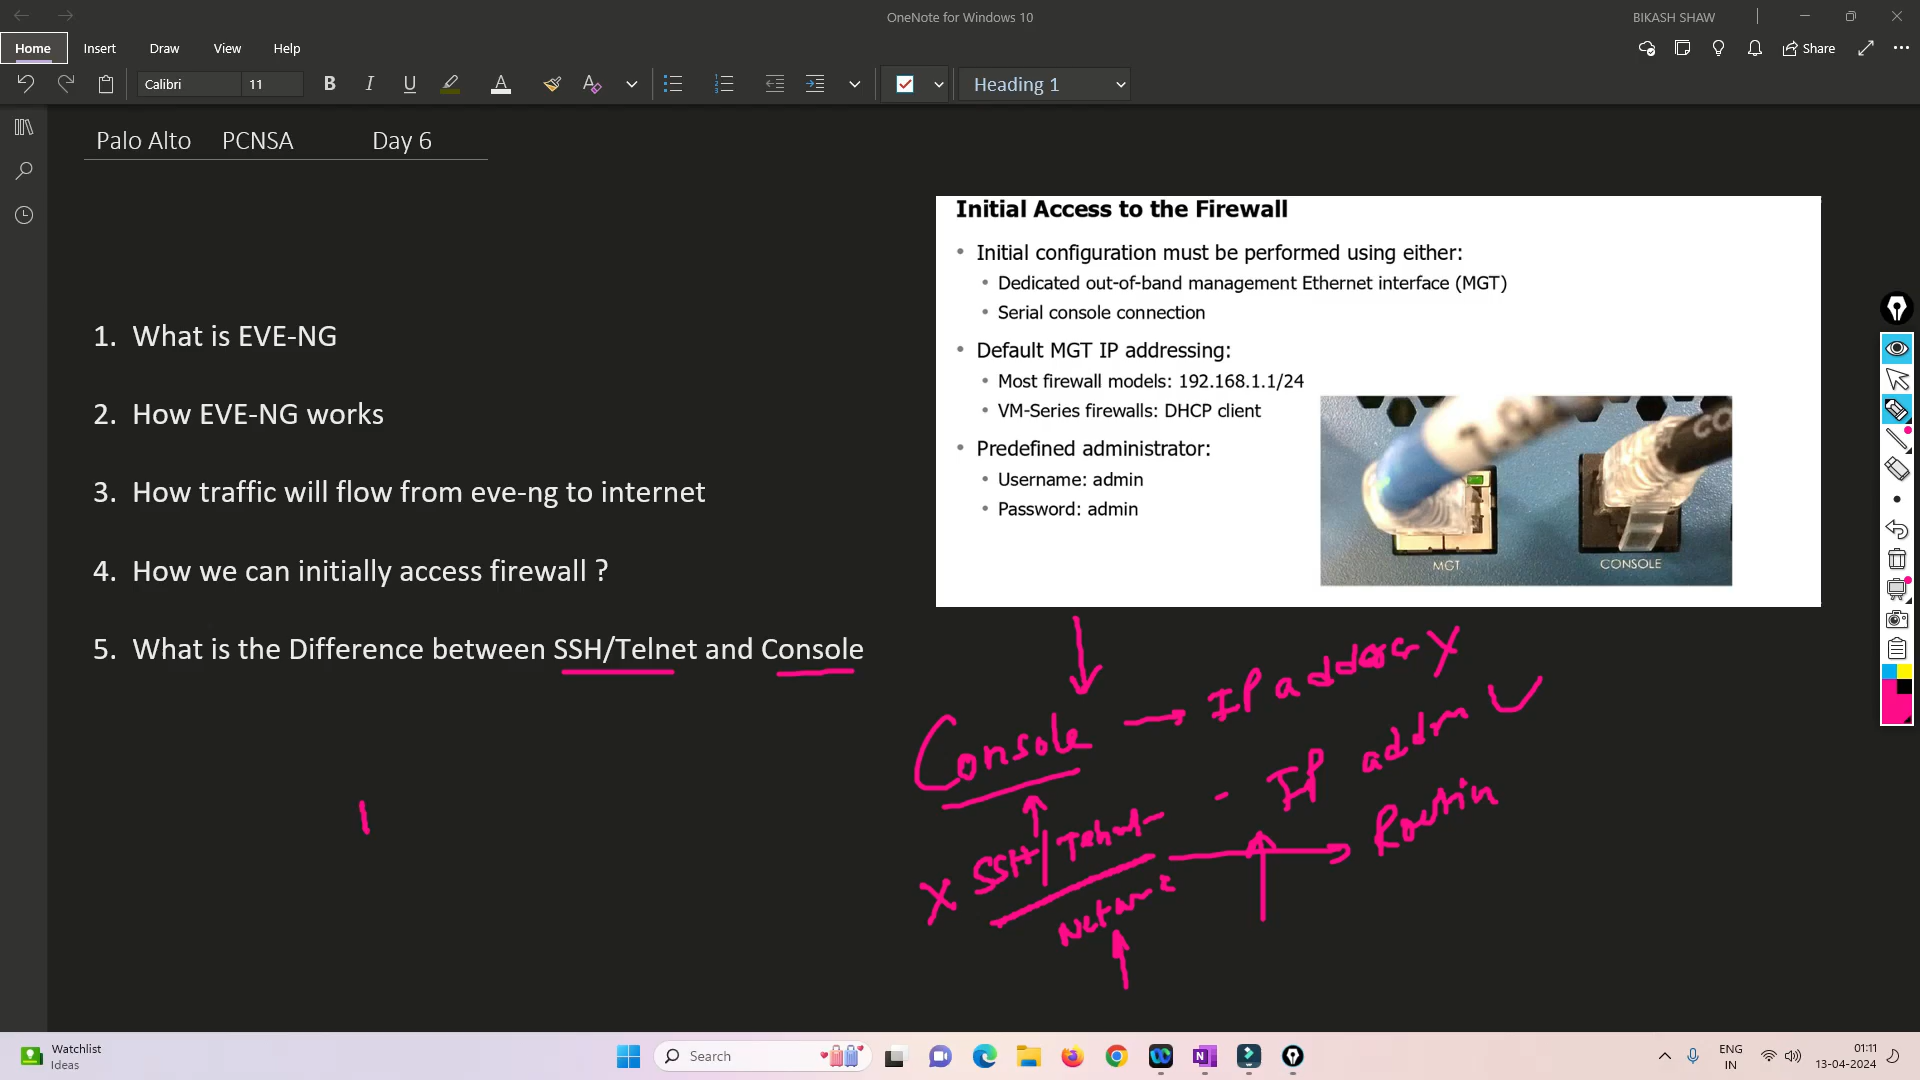 OneNote for Windows 10
BIKASH SHAW
Home Insert Draw View Help
Share
Calibri 11 B I U A A Heading 1
Palo Alto PCNSA Day 6
1. What is EVE-NG
2. How EVE-NG works
3. How traffic will flow from eve-ng to internet
4. How we can initially access firewall ?
5. What is the Difference between SSH/Telnet and Console
Initial Access to the Firewall
• Initial configuration must be performed using either:
• Dedicated out-of-band management Ethernet interface (MGT)
• Serial console connection
• Default MGT IP addressing:
• Most firewall models: 192.168.1.1/24
• VM-Series firewalls: DHCP client
• Predefined administrator:
• Username: admin
• Password: admin
MGT CONSOLE
Console → IP address X
X SSH/Telnet - IP addr
Routin
Watchlist
Ideas
Search
ENG
IN
01:11
13-04-2024